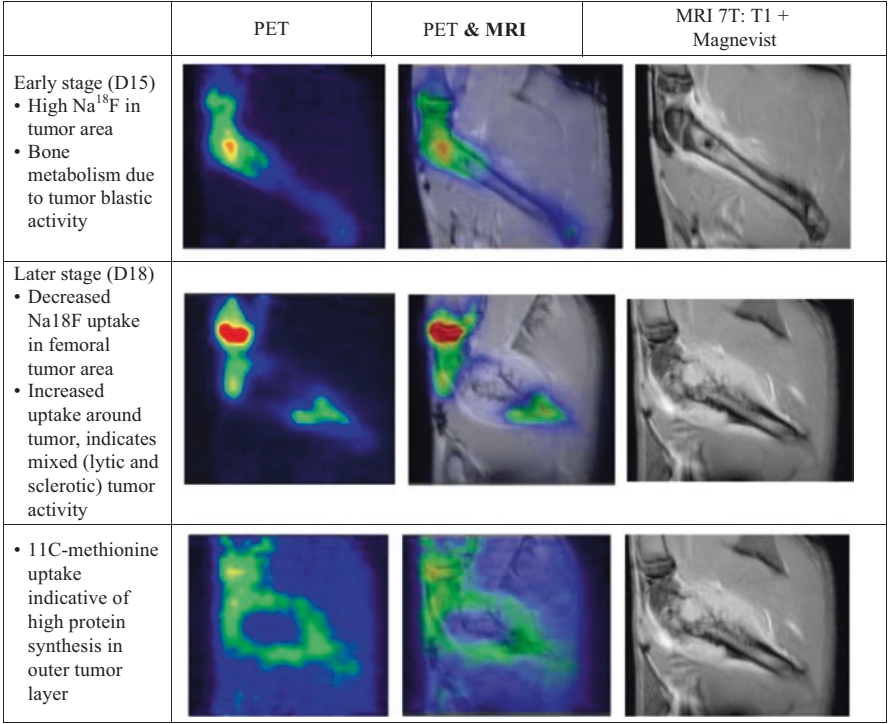 PET
PET & MRI
MRI 7T: T1 +
Magnevist
Early stage (D15)
• High Na¹⁸F in
tumor area
• Bone
metabolism due
to tumor blastic
activity
Later stage (D18)
• Decreased
Na18F uptake
in femoral
tumor area
• Increased
uptake around
tumor, indicates
mixed (lytic and
sclerotic) tumor
activity
• 11C-methionine
uptake
indicative of
high protein
synthesis in
outer tumor
layer